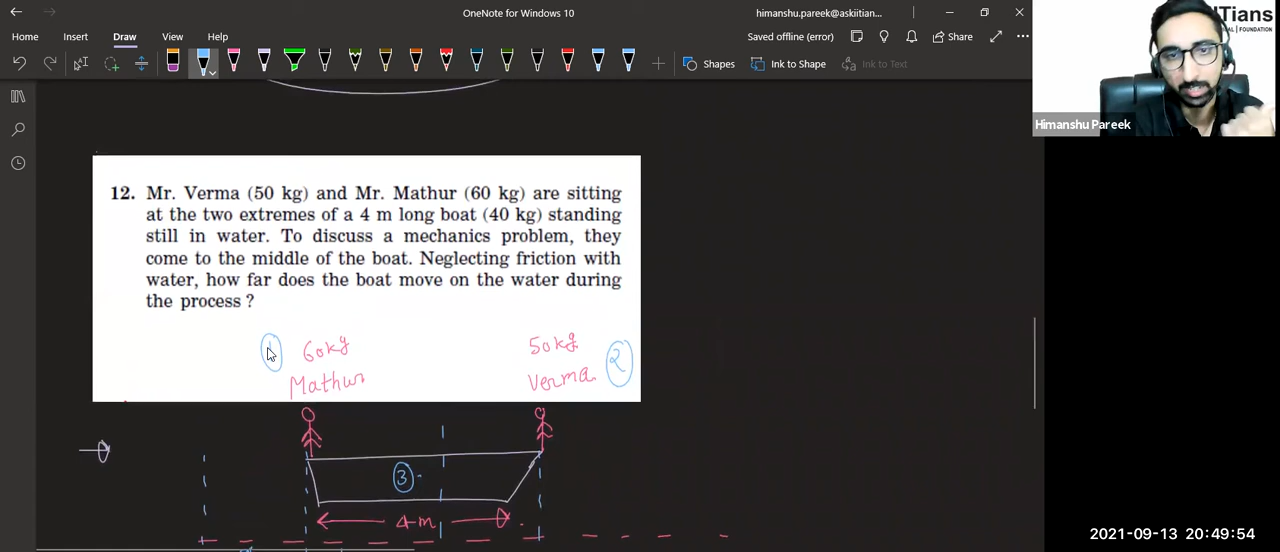 OneNote for Windows 10
himanshu.pareek@askiitian...
Home Insert Draw View Help
Saved offline (error)
Share
Shapes
Ink to Shape
Ink to Text
Himanshu Pareek
12. Mr. Verma (50 kg) and Mr. Mathur (60 kg) are sitting
at the two extremes of a 4 m long boat (40 kg) standing
still in water. To discuss a mechanics problem, they
come to the middle of the boat. Neglecting friction with
water, how far does the boat move on the water during
the process ?
1 60kg 50kg 2
Mathur Verma
3
4m
2021-09-13 20:49:54